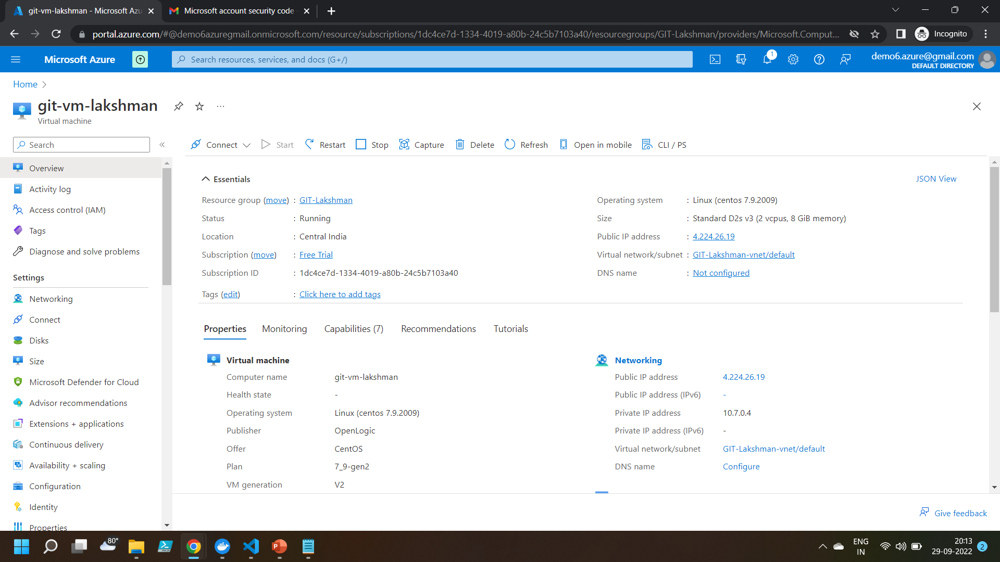 git-vm-lakshman - Microsoft Azu
Microsoft account security code
portal.azure.com/#@demo6azuregmail.onmicrosoft.com/resource/subscriptions/1dc4ce7d-1334-4019-a80b-24c5b7103a40/resourcegroups/GIT-Lakshman/providers/Microsoft.Comput...
Incognito
Microsoft Azure
Search resources, services, and docs (G+/)
1
demo6.azure@gmail.com
DEFAULT DIRECTORY
Home
git-vm-lakshman
Virtual machine
Search
Connect
Start
Restart
Stop
Capture
Delete
Refresh
Open in mobile
CLI / PS
Overview
Activity log
Access control (IAM)
Tags
Diagnose and solve problems
Settings
Networking
Connect
Disks
Size
Microsoft Defender for Cloud
Advisor recommendations
Extensions + applications
Continuous delivery
Availability + scaling
Configuration
Identity
Properties
Essentials
JSON View
Resource group (move) : GIT-Lakshman
Status : Running
Location : Central India
Subscription (move) : Free Trial
Subscription ID : 1dc4ce7d-1334-4019-a80b-24c5b7103a40
Tags (edit) : Click here to add tags
Operating system : Linux (centos 7.9.2009)
Size : Standard D2s v3 (2 vcpus, 8 GiB memory)
Public IP address : 4.224.26.19
Virtual network/subnet : GIT-Lakshman-vnet/default
DNS name : Not configured
Properties
Monitoring
Capabilities (7)
Recommendations
Tutorials
Virtual machine
Computer name git-vm-lakshman
Health state -
Operating system Linux (centos 7.9.2009)
Publisher OpenLogic
Offer CentOS
Plan 7_9-gen2
VM generation V2
Networking
Public IP address 4.224.26.19
Public IP address (IPv6) -
Private IP address 10.7.0.4
Private IP address (IPv6) -
Virtual network/subnet GIT-Lakshman-vnet/default
DNS name Configure
Give feedback
80°
ENG
IN
20:13
29-09-2022
2